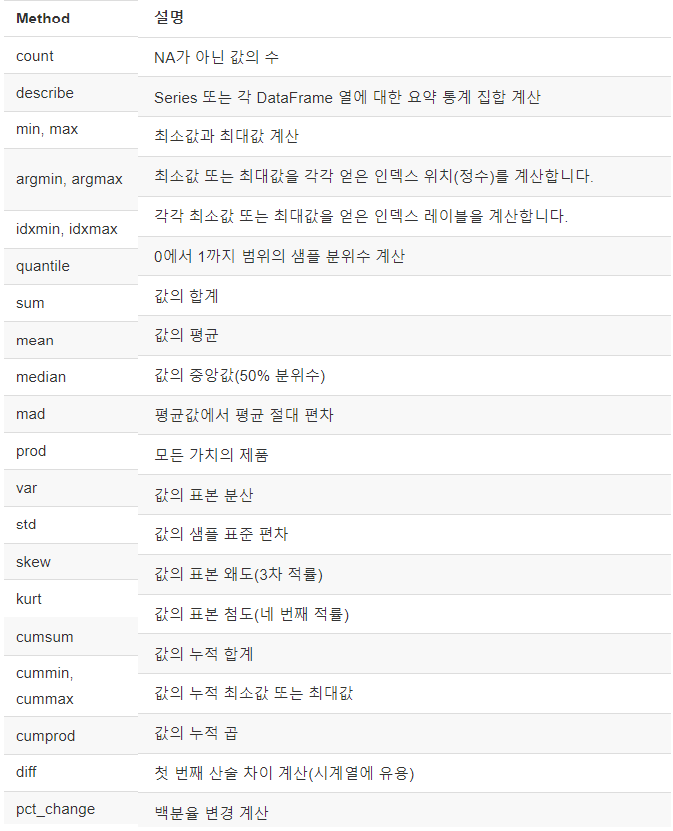 Method 설명
count NA가 아닌 값의 수
describe Series 또는 각 DataFrame 열에 대한 요약 통계 집합 계산
min, max 최소값과 최대값 계산
argmin, argmax 최소값 또는 최대값을 각각 얻은 인덱스 위치(정수)를 계산합니다.
idxmin, idxmax 각각 최소값 또는 최대값을 얻은 인덱스 레이블을 계산합니다.
quantile 0에서 1까지 범위의 샘플 분위수 계산
sum 값의 합계
mean 값의 평균
median 값의 중앙값(50% 분위수)
mad 평균값에서 평균 절대 편차
prod 모든 가치의 제품
var 값의 표본 분산
std 값의 샘플 표준 편차
skew 값의 표본 왜도(3차 적률)
kurt 값의 표본 첨도(네 번째 적률)
cumsum 값의 누적 합계
cummin,
cummax 값의 누적 최소값 또는 최대값
cumprod 값의 누적 곱
diff 첫 번째 산술 차이 계산(시계열에 유용)
pct_change 백분율 변경 계산